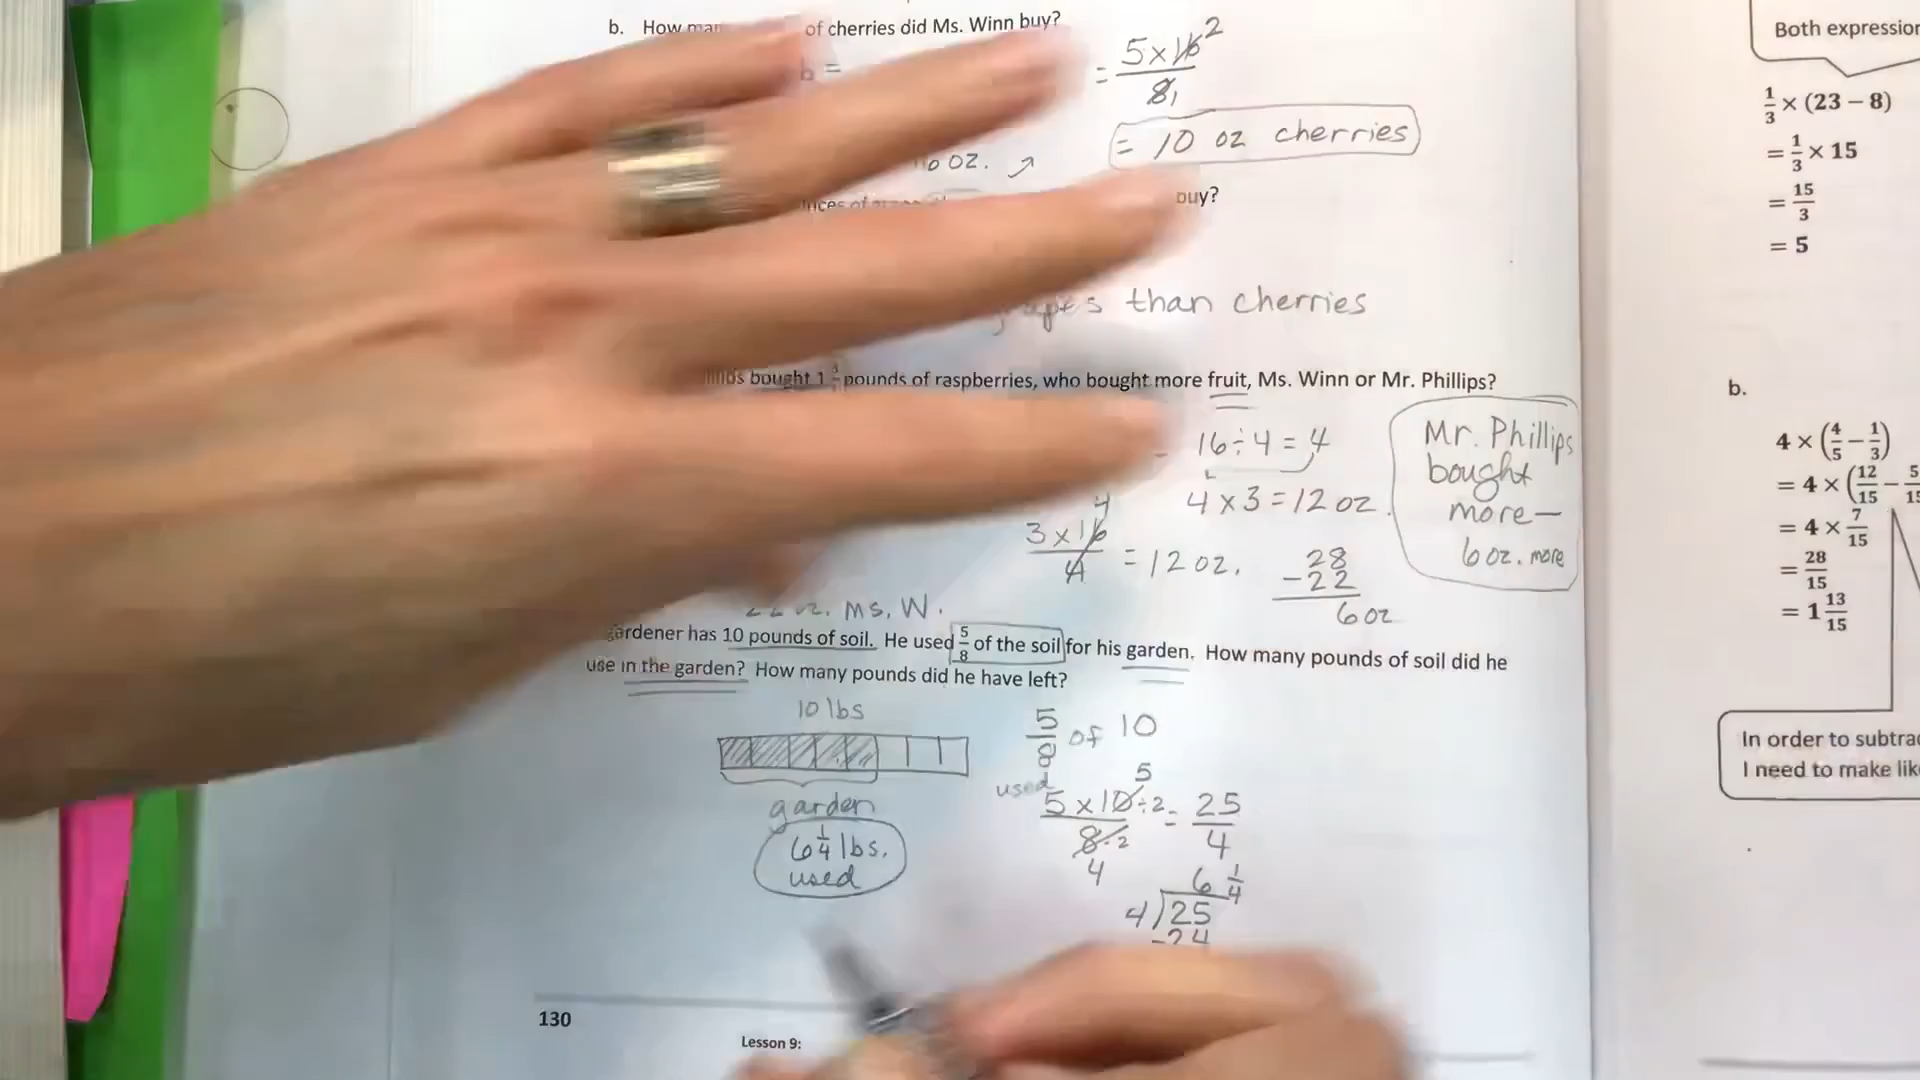 b. How of cherries did Ms. Winn buy?
b =
= 5 x 16 2
8 1
= 10 oz cherries
oz.
buy?
than cherries
bought 1 3/ pounds of raspberries, who bought more fruit, Ms. Winn or Mr. Phillips?
16 ÷ 4 = 4
4 x 3 = 12 oz.
4
3 x 16
4
= 12 oz.
28
-22
6 oz
Mr. Phillips
bought
more—
6 oz. more
Ms. W.
gardener has 10 pounds of soil. He used 5/8 of the soil for his garden. How many pounds of soil did he
use in the garden? How many pounds did he have left?
10 lbs
garden
6 1/4 lbs.
used
5/8 of 10
used
5
5 x 10 ÷ 2 = 25
8 ÷ 2 4
4
6 1/4
4)25
-24
130
Lesson 9:
Both
1/3 × (23 − 8)
= 1/3 × 15
= 15/3
= 5
b.
4 × (4/5 − 1/3)
= 4 × (12/15 −
= 4 × 7/15
= 28/15
= 1 13/15
In order to
I need to make